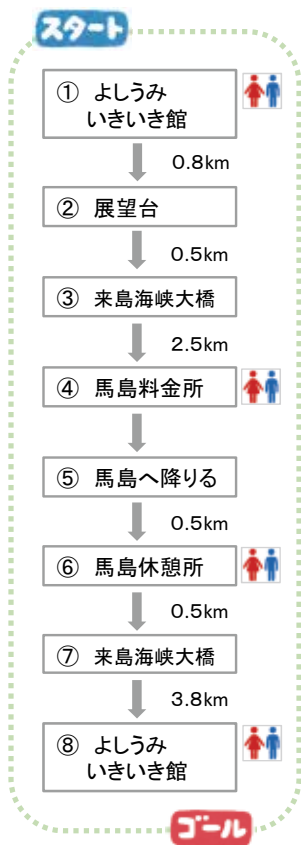 スタート
① よしうみ
いきいき館
0.8km
② 展望台
0.5km
③ 来島海峡大橋
2.5km
④ 馬島料金所
⑤ 馬島へ降りる
0.5km
⑥ 馬島休憩所
0.5km
⑦ 来島海峡大橋
3.8km
⑧ よしうみ
いきいき館
ゴール